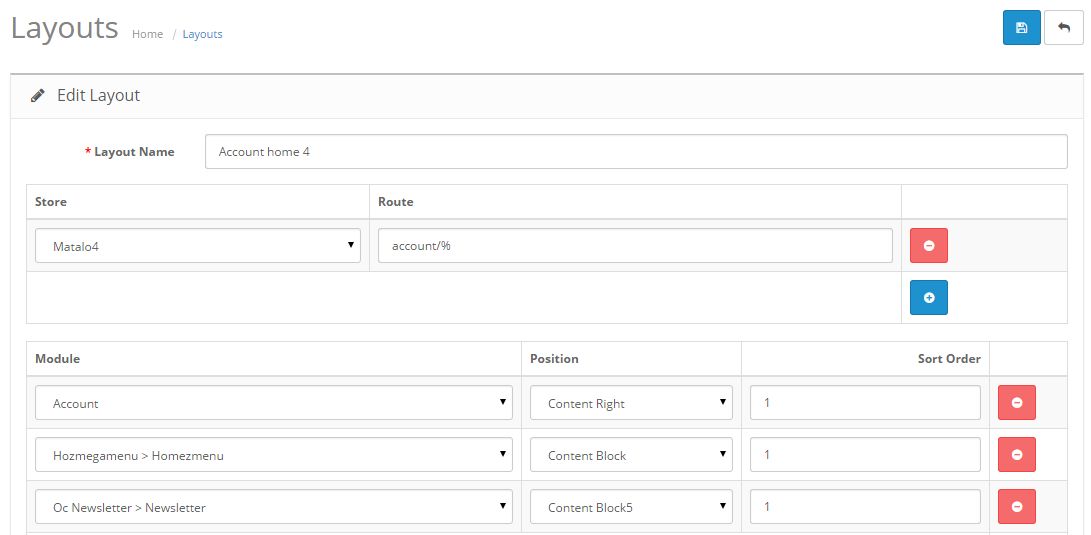 Layouts Home / Layouts
Edit Layout
* Layout Name Account home 4
Store Route
Matalo4 account/%
Module Position Sort Order
Account Content Right 1
Hozmegamenu > Homezmenu Content Block 1
Oc Newsletter > Newsletter Content Block5 1